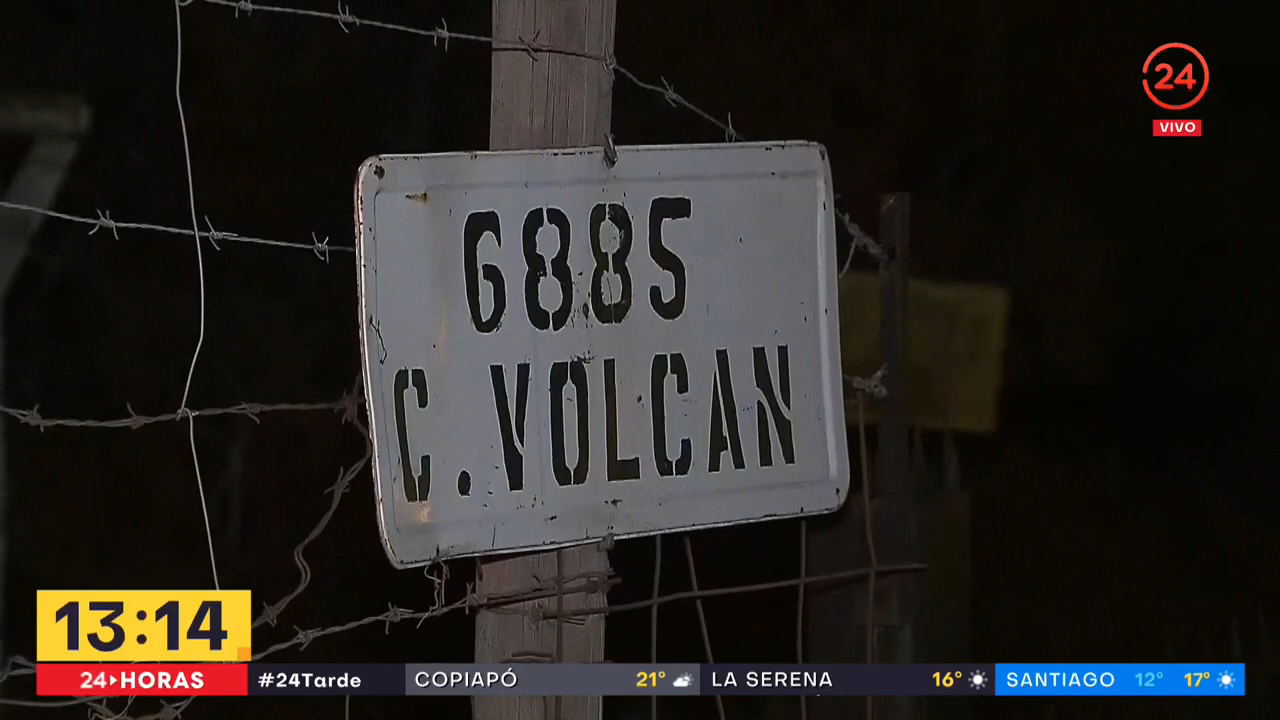 24
VIVO
6885
C.VOLCAN
13:14
24 HORAS
#24Tarde
COPIAPÓ 21°
LA SERENA 16°
SANTIAGO 12° 17°